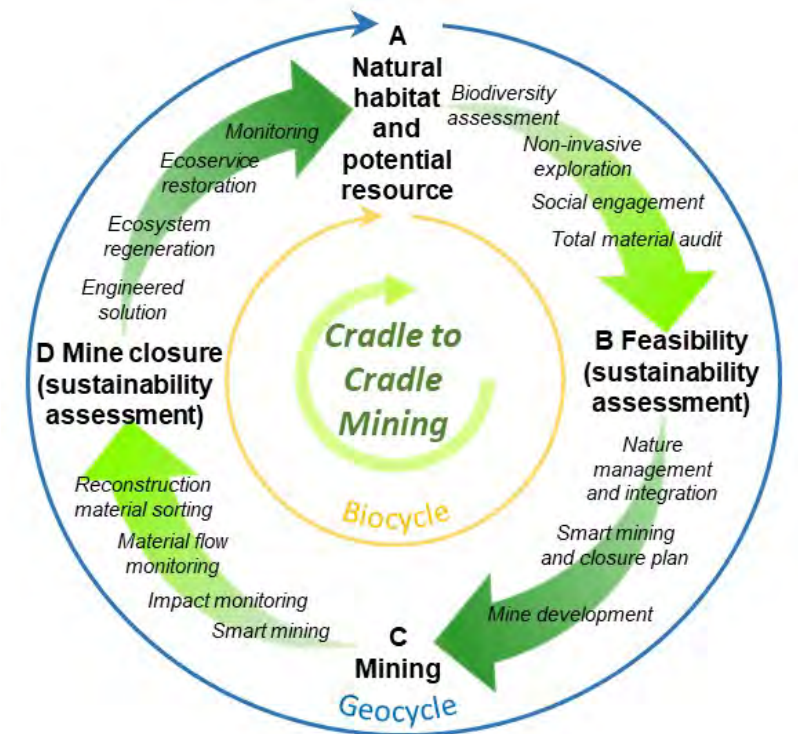 A
Natural
habitat
and
potential
resource
Biodiversity
assessment
Non-invasive
exploration
Social engagement
Total material audit
B Feasibility
(sustainability
assessment)
Nature
management
and integration
Smart mining
and closure plan
Mine development
C
Mining
Smart mining
Impact monitoring
Material flow
monitoring
Reconstruction
material sorting
D Mine closure
(sustainability
assessment)
Engineered
solution
Ecosystem
regeneration
Ecoservice
restoration
Monitoring
Cradle to
Cradle
Mining
Biocycle
Geocycle